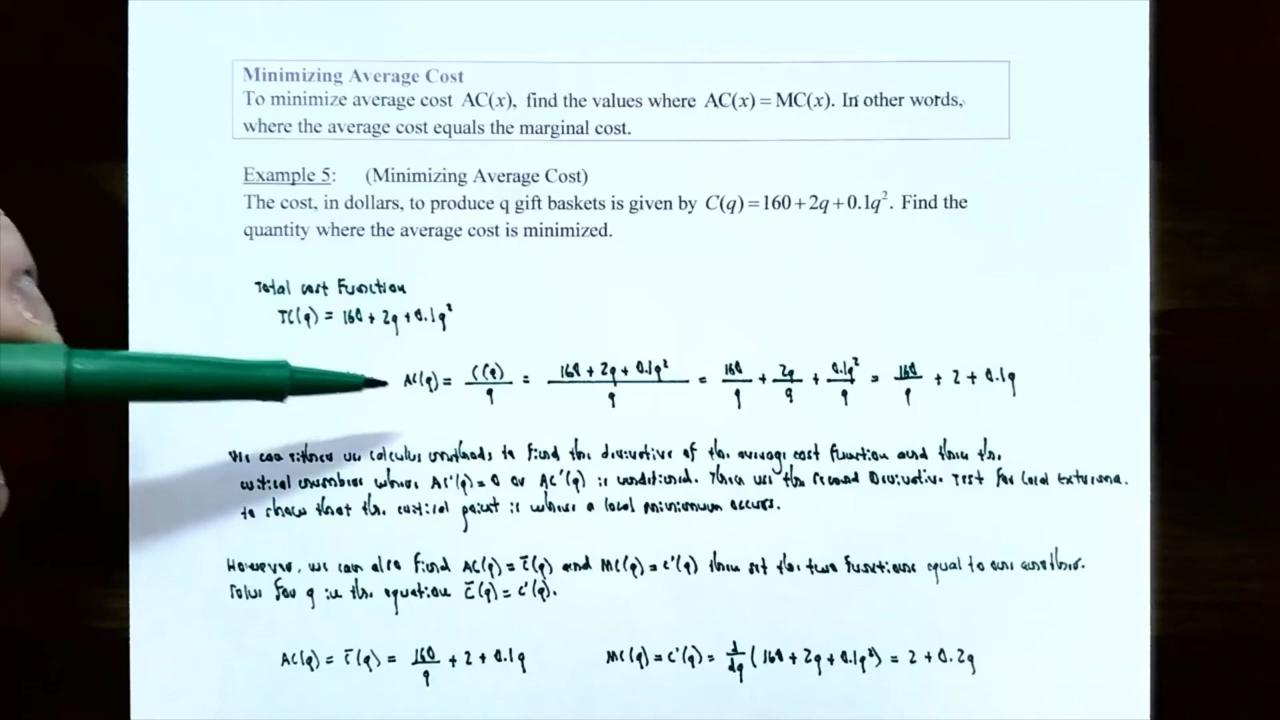 Minimizing Average Cost
To minimize average cost AC(x), find the values where AC(x) = MC(x). In other words,
where the average cost equals the marginal cost.
Example 5: (Minimizing Average Cost)
The cost, in dollars, to produce q gift baskets is given by C(q) = 160 + 2q + 0.1q². Find the
quantity where the average cost is minimized.
Total cost Function
TC(q) = 160 + 2q + 0.1q²
AC(q) = C(q)/q = (160 + 2q + 0.1q²)/q = 160/q + 2q/q + 0.1q²/q = 160/q + 2 + 0.1q
We can either use calculus methods to find the derivative of the average cost function and then the
critical numbers where AC'(q) = 0 or AC'(q) is undefined. Then use the Second Derivative Test for Local Extrema.
to show that the critical point is where a local minimum occurs.
However, we can also find AC(q) = C̄(q) and MC(q) = C'(q) then set the two functions equal to one another.
Solve for q in the equation C̄(q) = C'(q).
AC(q) = C̄(q) = 160/q + 2 + 0.1q MC(q) = C'(q) = d/dq (160 + 2q + 0.1q²) = 2 + 0.2q